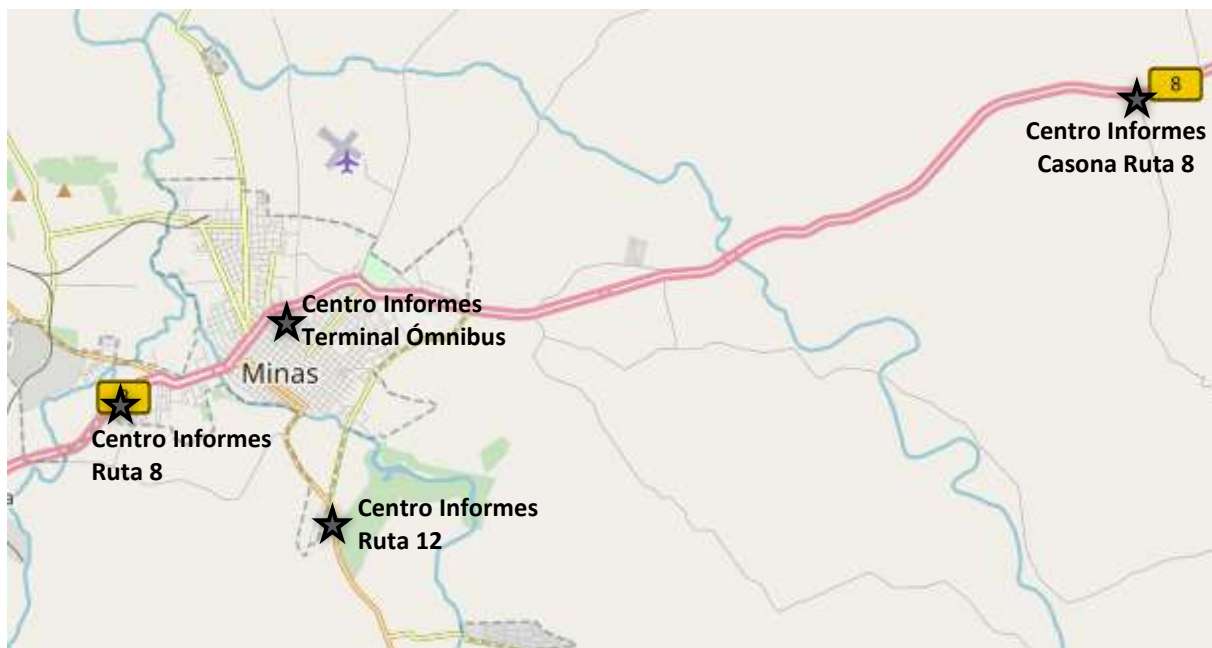 8
Centro Informes
Casona Ruta 8
Centro Informes
Terminal Ómnibus
Minas
Centro Informes
Ruta 8
Centro Informes
Ruta 12